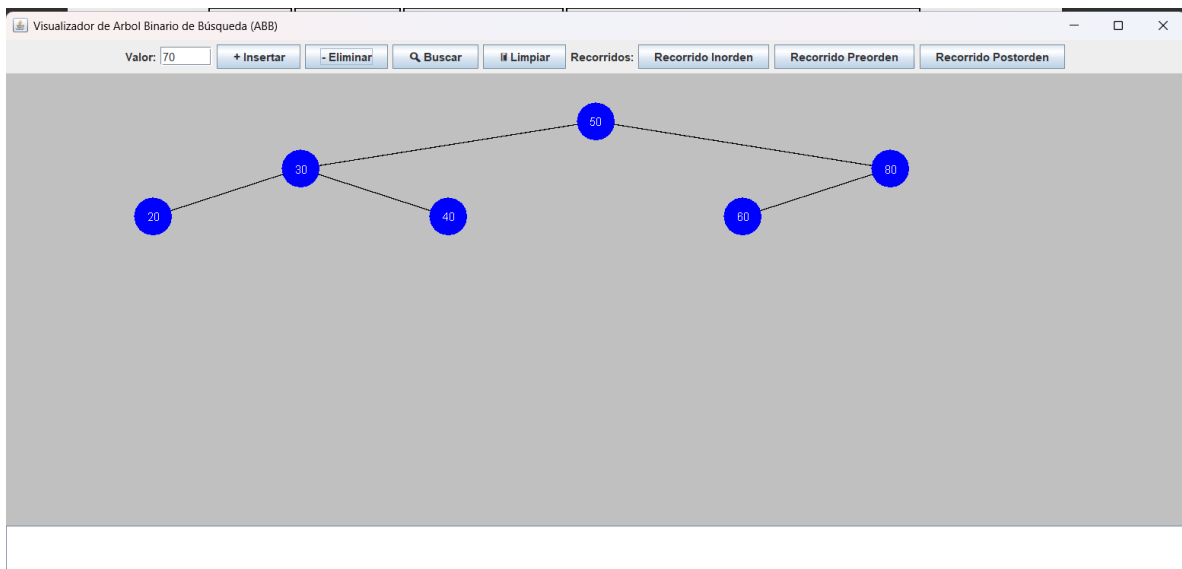 Visualizador de Arbol Binario de Búsqueda (ABB)
Valor: 70 + Insertar - Eliminar Buscar Limpiar Recorridos: Recorrido Inorden Recorrido Preorden Recorrido Postorden
50
30 80
20 40 60